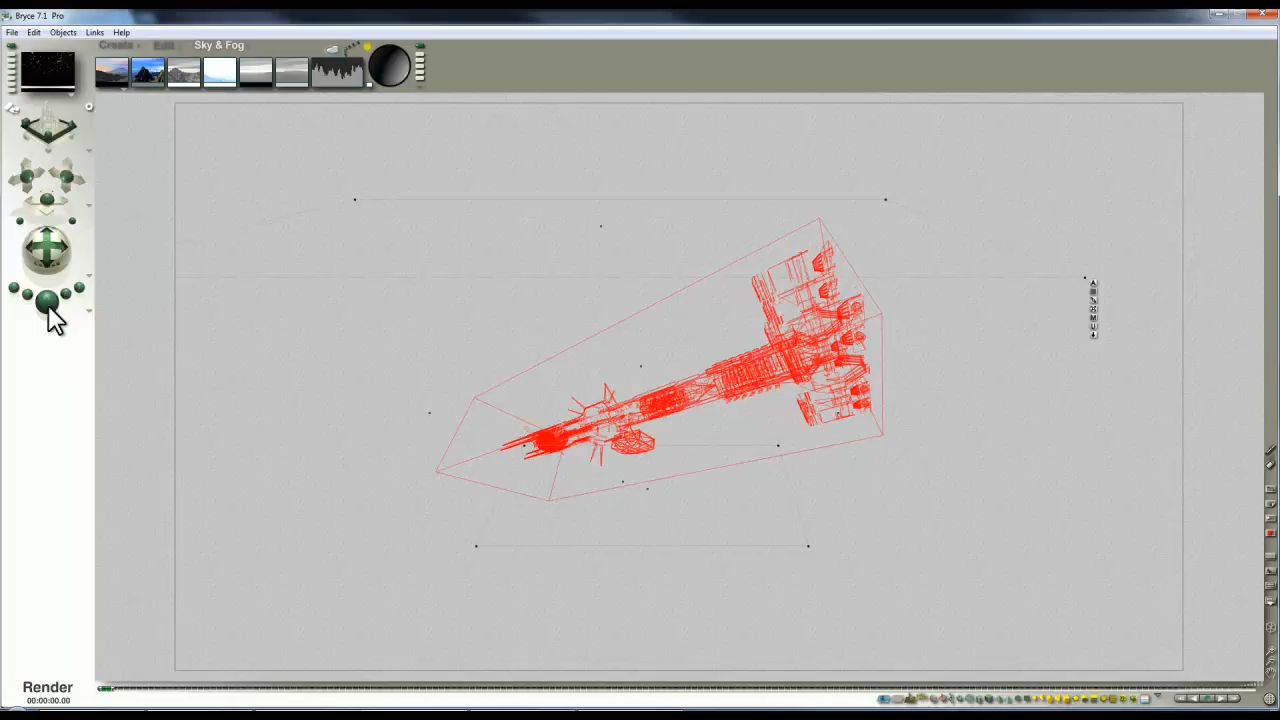 Bryce 7.1 Pro
File Edit Objects Links Help
Create Edit Sky & Fog
A
M
U
Render
00:00:00.00